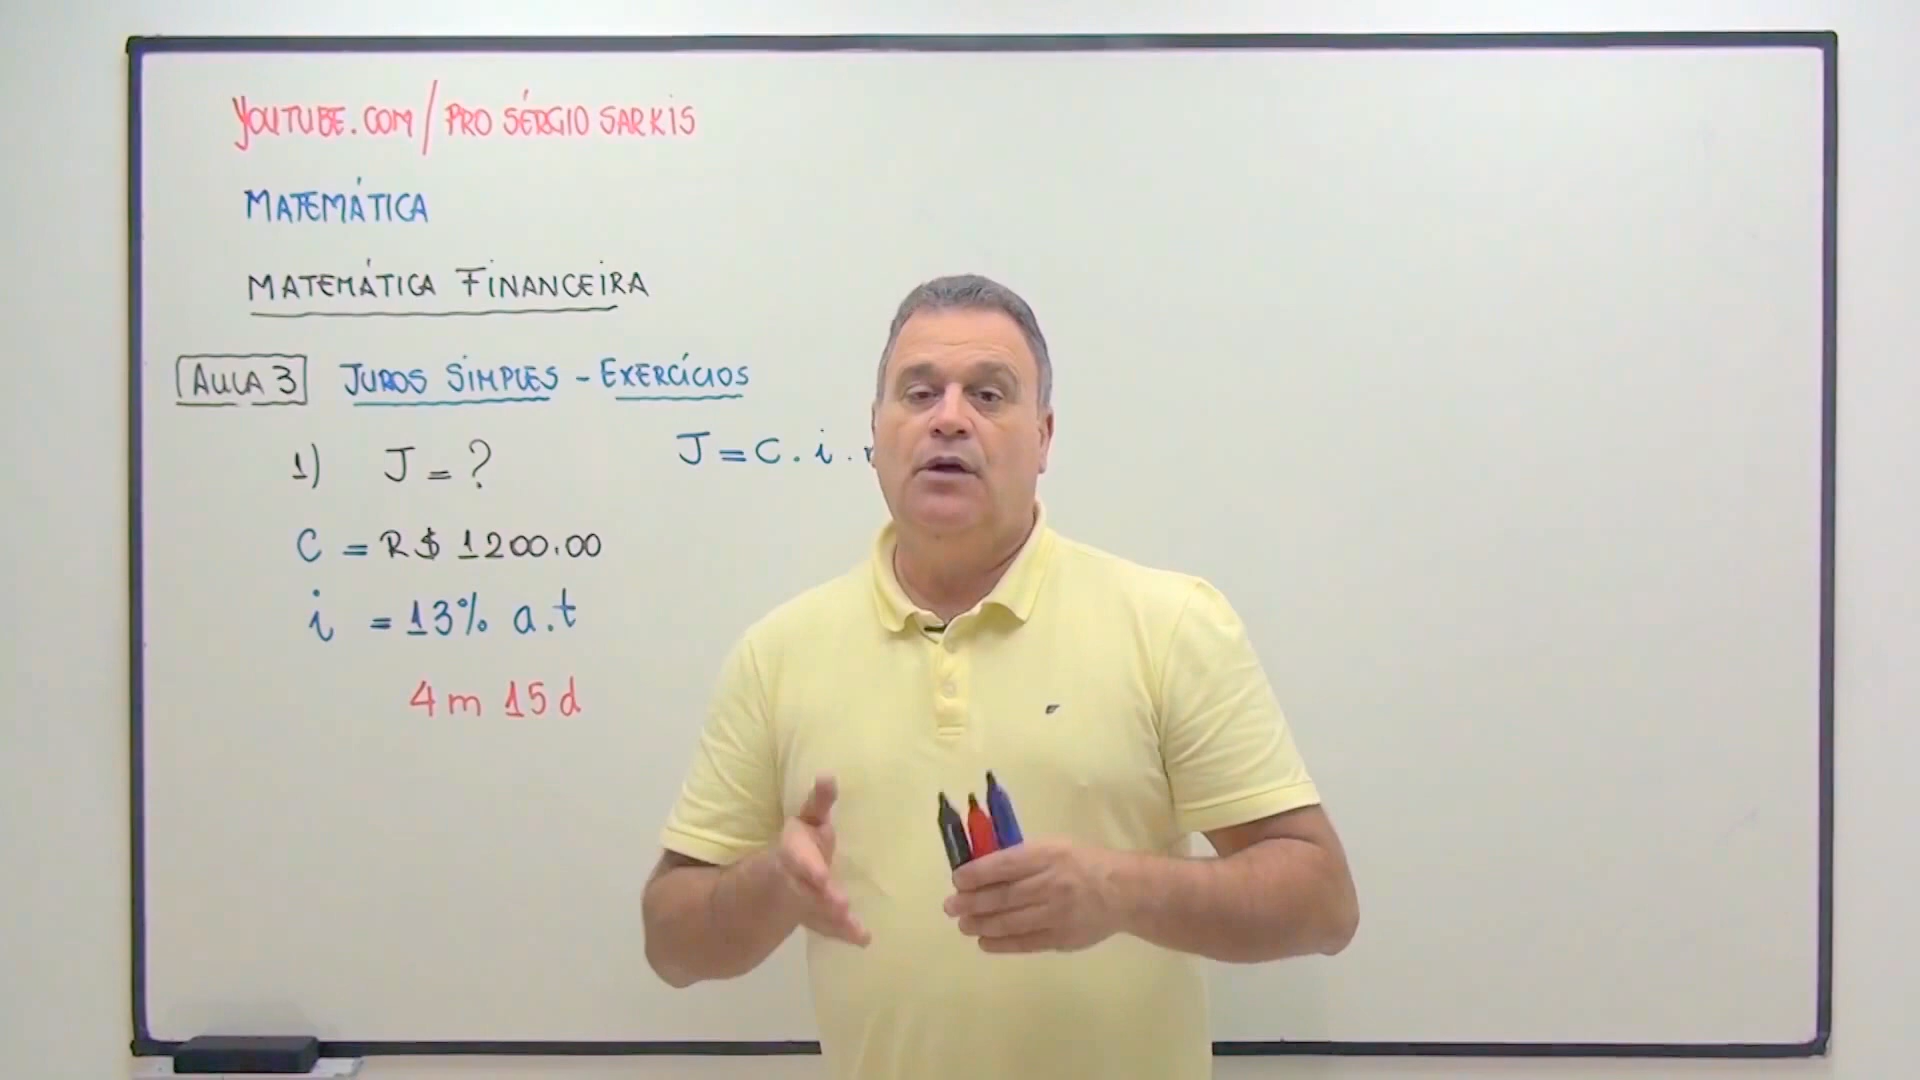 YOUTUBE.COM/PRO SÉRGIO SARKIS
MATEMÁTICA
MATEMÁTICA FINANCEIRA
AULA 3 JUROS SIMPLES - EXERCÍCIOS
1) J = ? J = C . i .
C = R$ 1200.00
i = 13% a.t
4 m 15 d